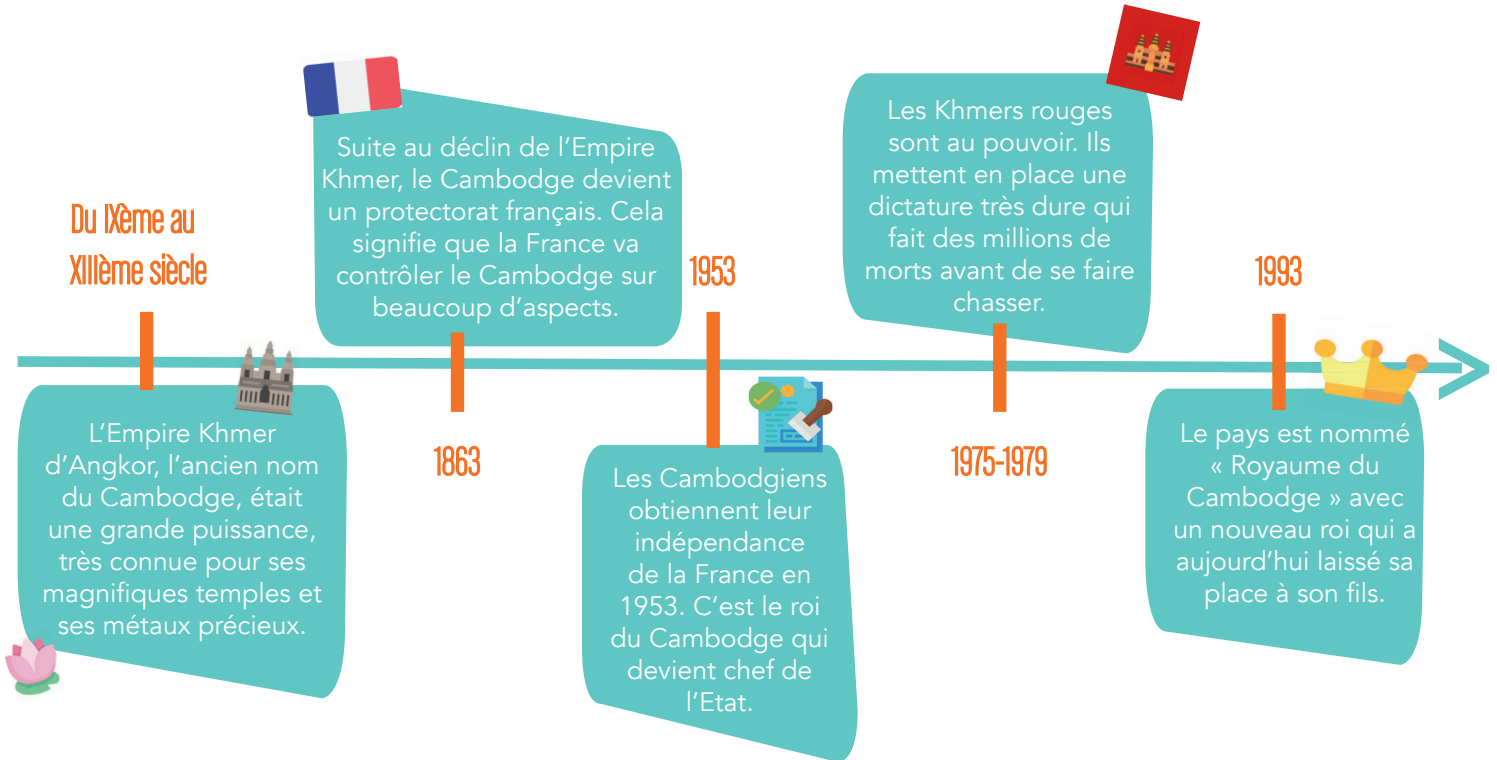 Du IXème au
XIIIème siècle
L'Empire Khmer
d'Angkor, l'ancien nom
du Cambodge, était
une grande puissance,
très connue pour ses
magnifiques temples et
ses métaux précieux.
Suite au déclin de l'Empire
Khmer, le Cambodge devient
un protectorat français. Cela
signifie que la France va
contrôler le Cambodge sur
beaucoup d'aspects.
1863
1953
Les Cambodgiens
obtiennent leur
indépendance
de la France en
1953. C'est le roi
du Cambodge qui
devient chef de
l'Etat.
Les Khmers rouges
sont au pouvoir. Ils
mettent en place une
dictature très dure qui
fait des millions de
morts avant de se faire
chasser.
1975-1979
1993
Le pays est nommé
« Royaume du
Cambodge » avec
un nouveau roi qui a
aujourd'hui laissé sa
place à son fils.